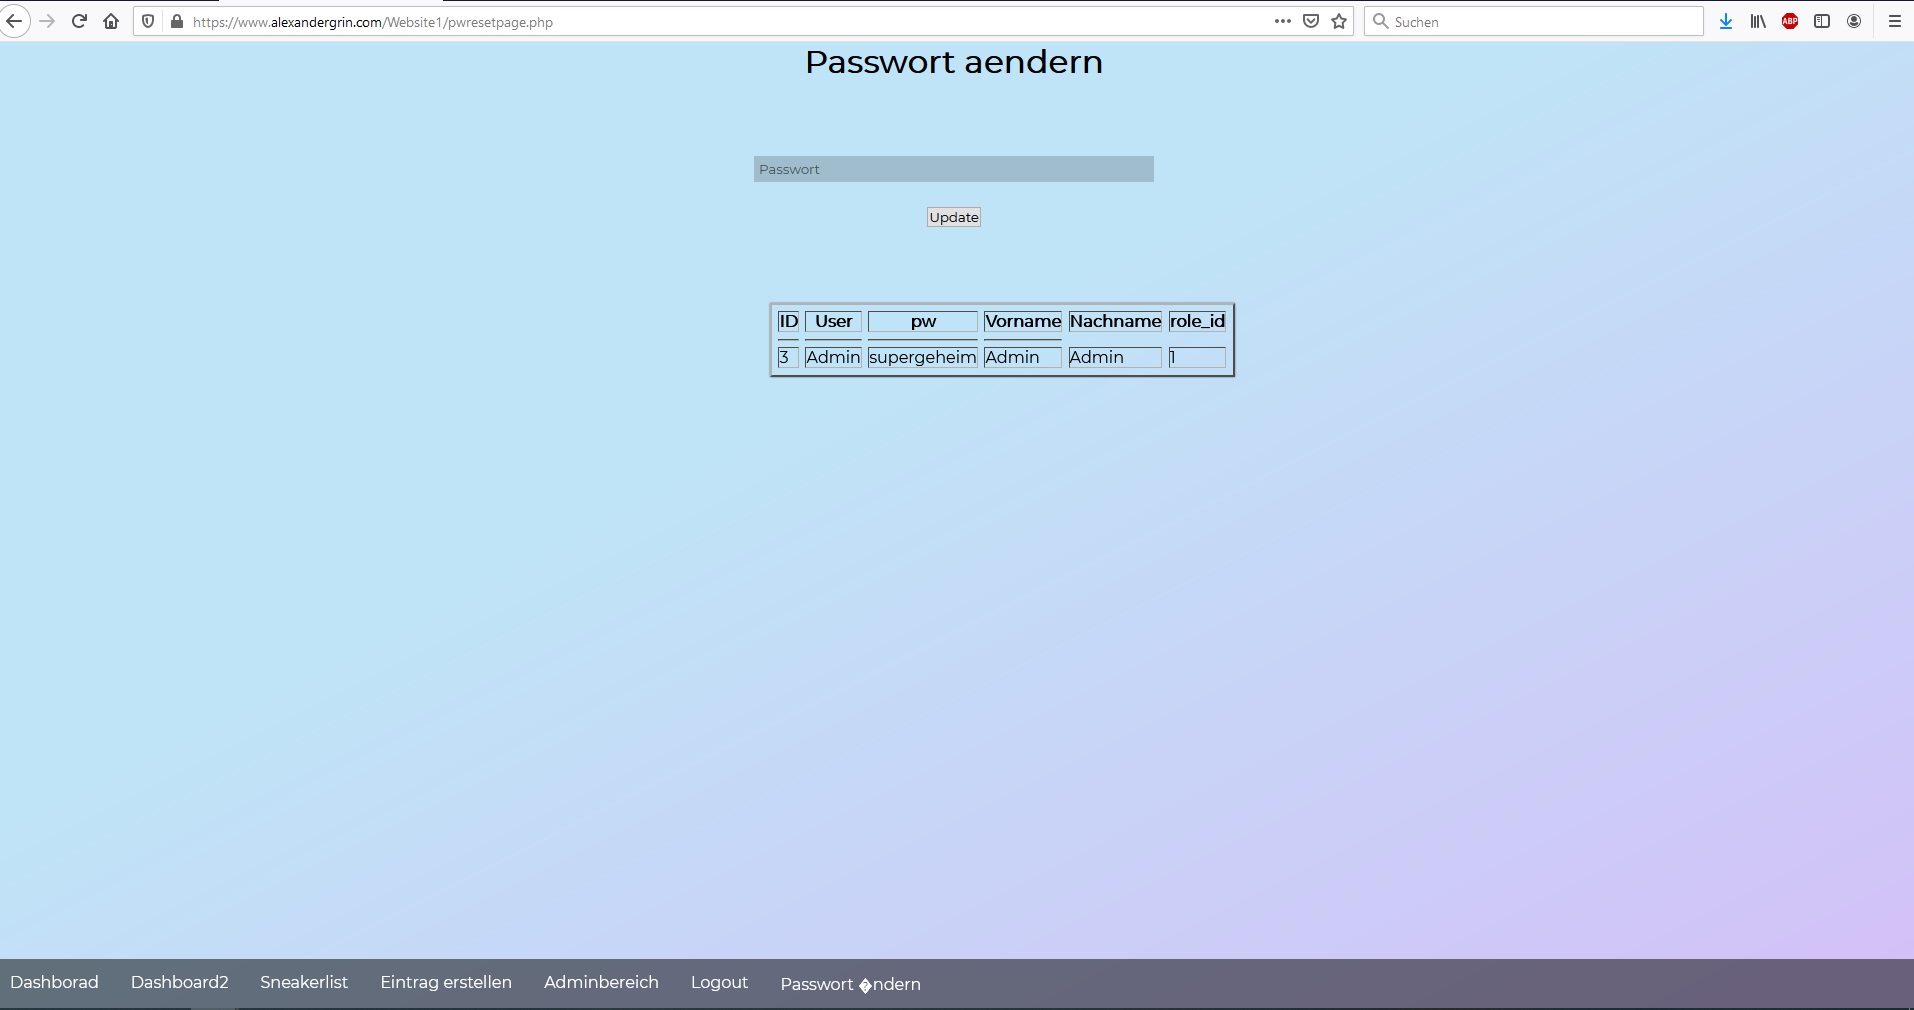 https://www.alexandergrin.com/Website1/pwresetpage.php
Suchen
ABP
Passwort aendern
Passwort
Update
ID User pw Vorname Nachname role_id
3 Admin supergeheim Admin Admin 1
Dashborad Dashboard2 Sneakerlist Eintrag erstellen Adminbereich Logout Passwort �ndern